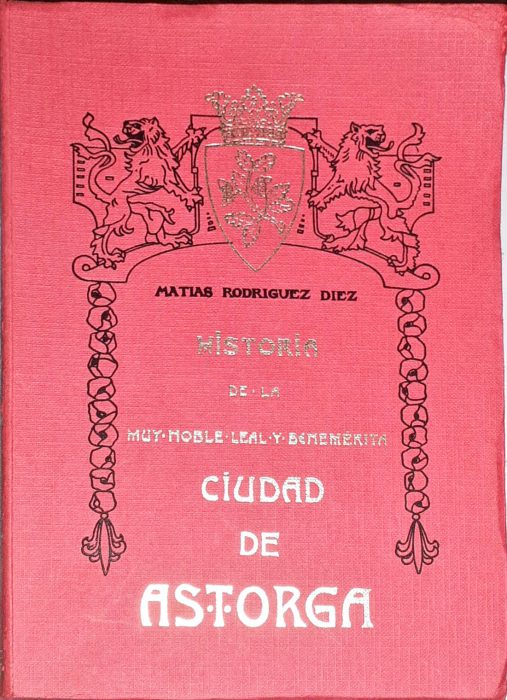 MATIAS RODRIGUEZ DIEZ
HISTORIA
DE·LA
MUY·NOBLE·LEAL·Y·BENEMÉRITA
CIUDAD
DE
ASTORGA